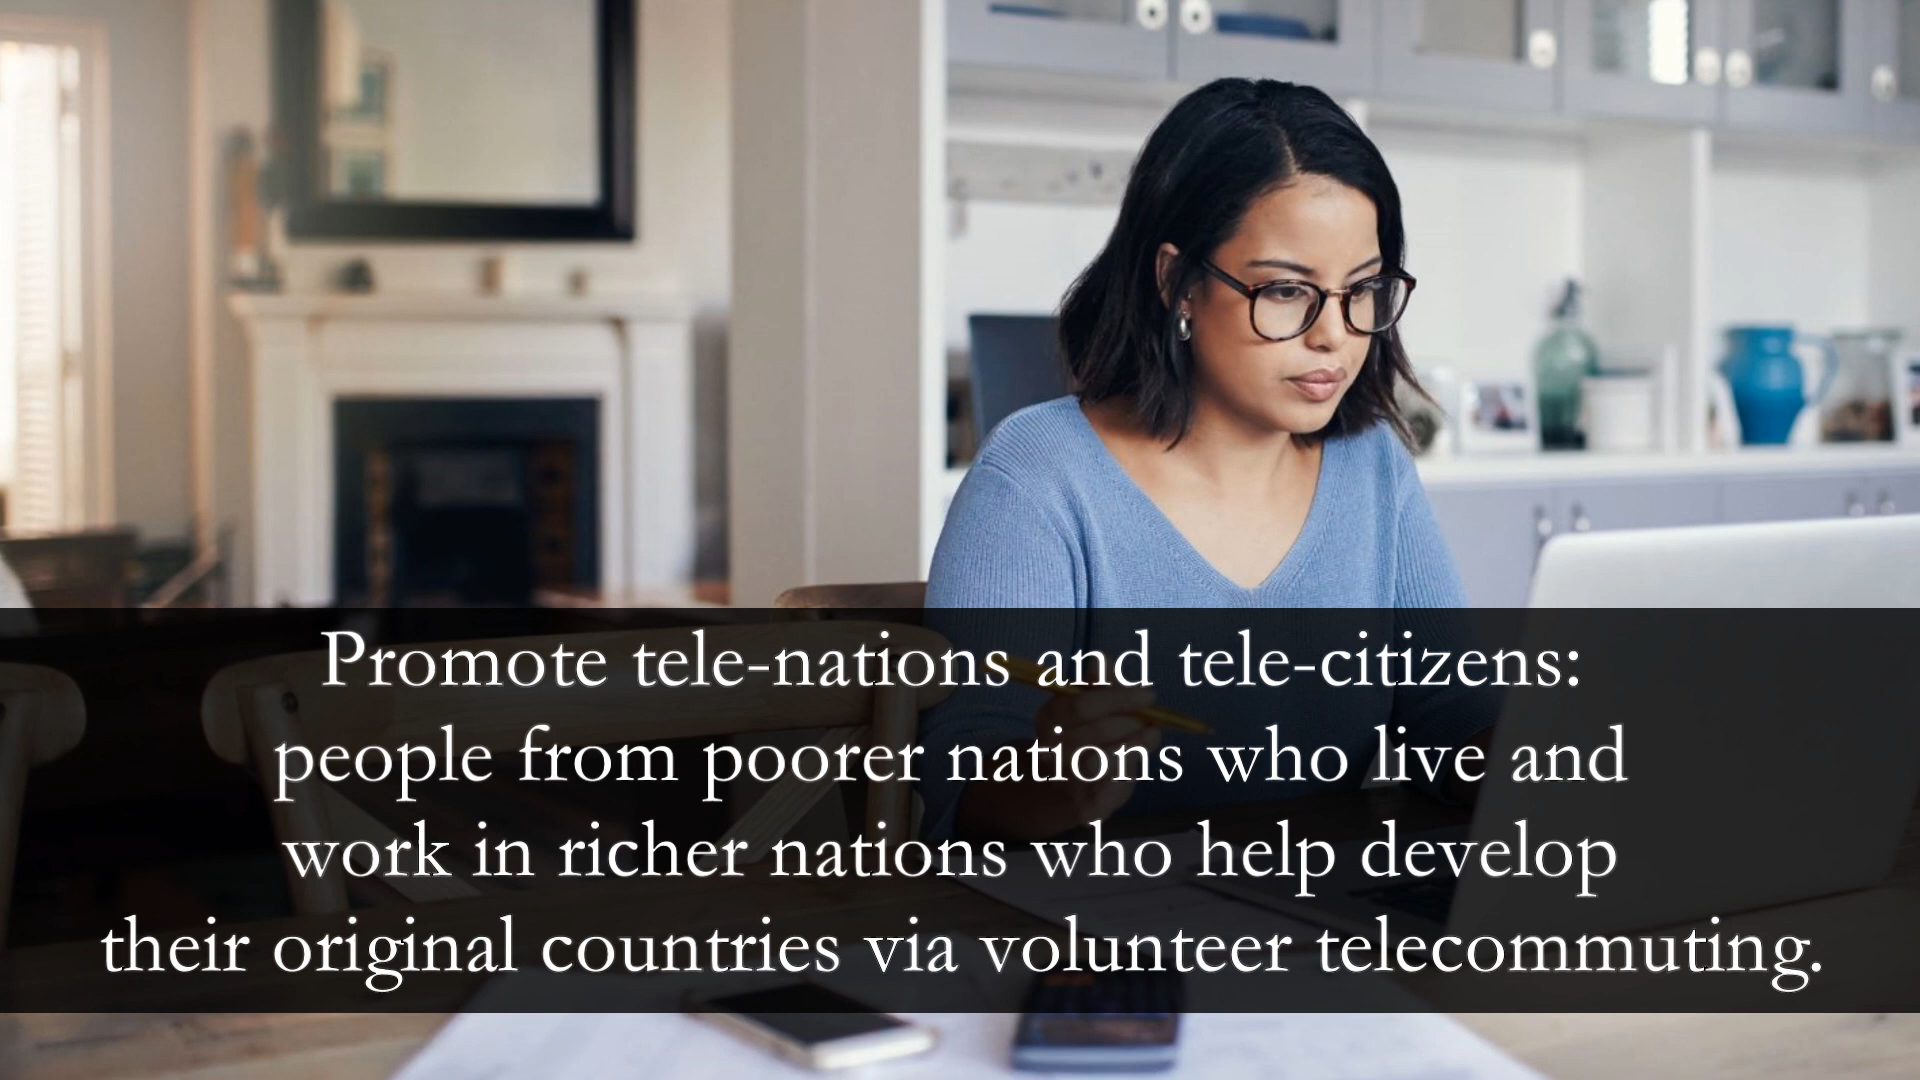 Promote tele-nations and tele-citizens:
people from poorer nations who live and
work in richer nations who help develop
their original countries via volunteer telecommuting.